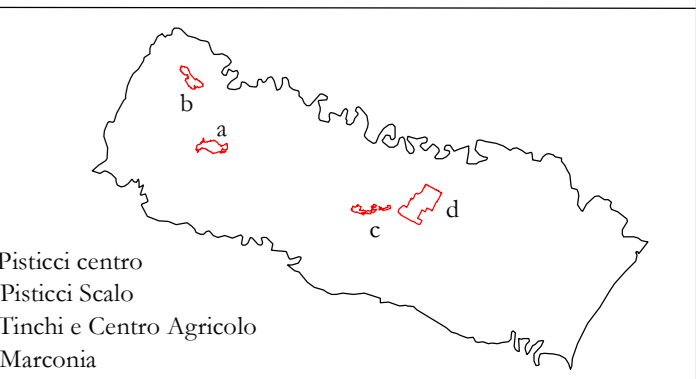 b
a
d
c
Pisticci centro
Pisticci Scalo
Tinchi e Centro Agricolo
Marconia